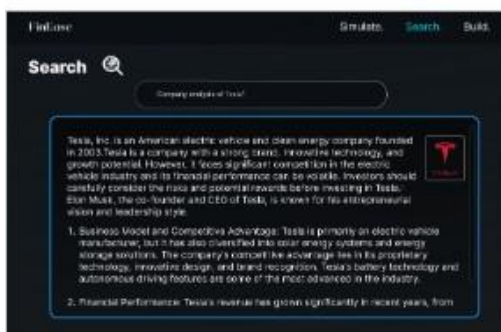 FinEase
Simulate. Search Build.
Search
Company analysis of Tesla?
Tesla, Inc. is an American electric vehicle and clean energy company founded
in 2003.Tesla is a company with a strong brand, innovative technology, and
growth potential. However, it faces significant competition in the electric
vehicle industry and its financial performance can be volatile. Investors should
carefully consider the risks and potential rewards before investing in Tesla.
Elon Musk, the co-founder and CEO of Tesla, is known for his entrepreneurial
vision and leadership style.
1. Business Model and Competitive Advantage: Tesla is primarily an electric vehicle
manufacturer, but it has also diversified into solar energy systems and energy
storage solutions. The company's competitive advantage lies in its proprietary
technology, innovative design, and brand recognition. Tesla's battery technology and
autonomous driving features are some of the most advanced in the industry.
2. Financial Performance: Tesla's revenue has grown significantly in recent years, from